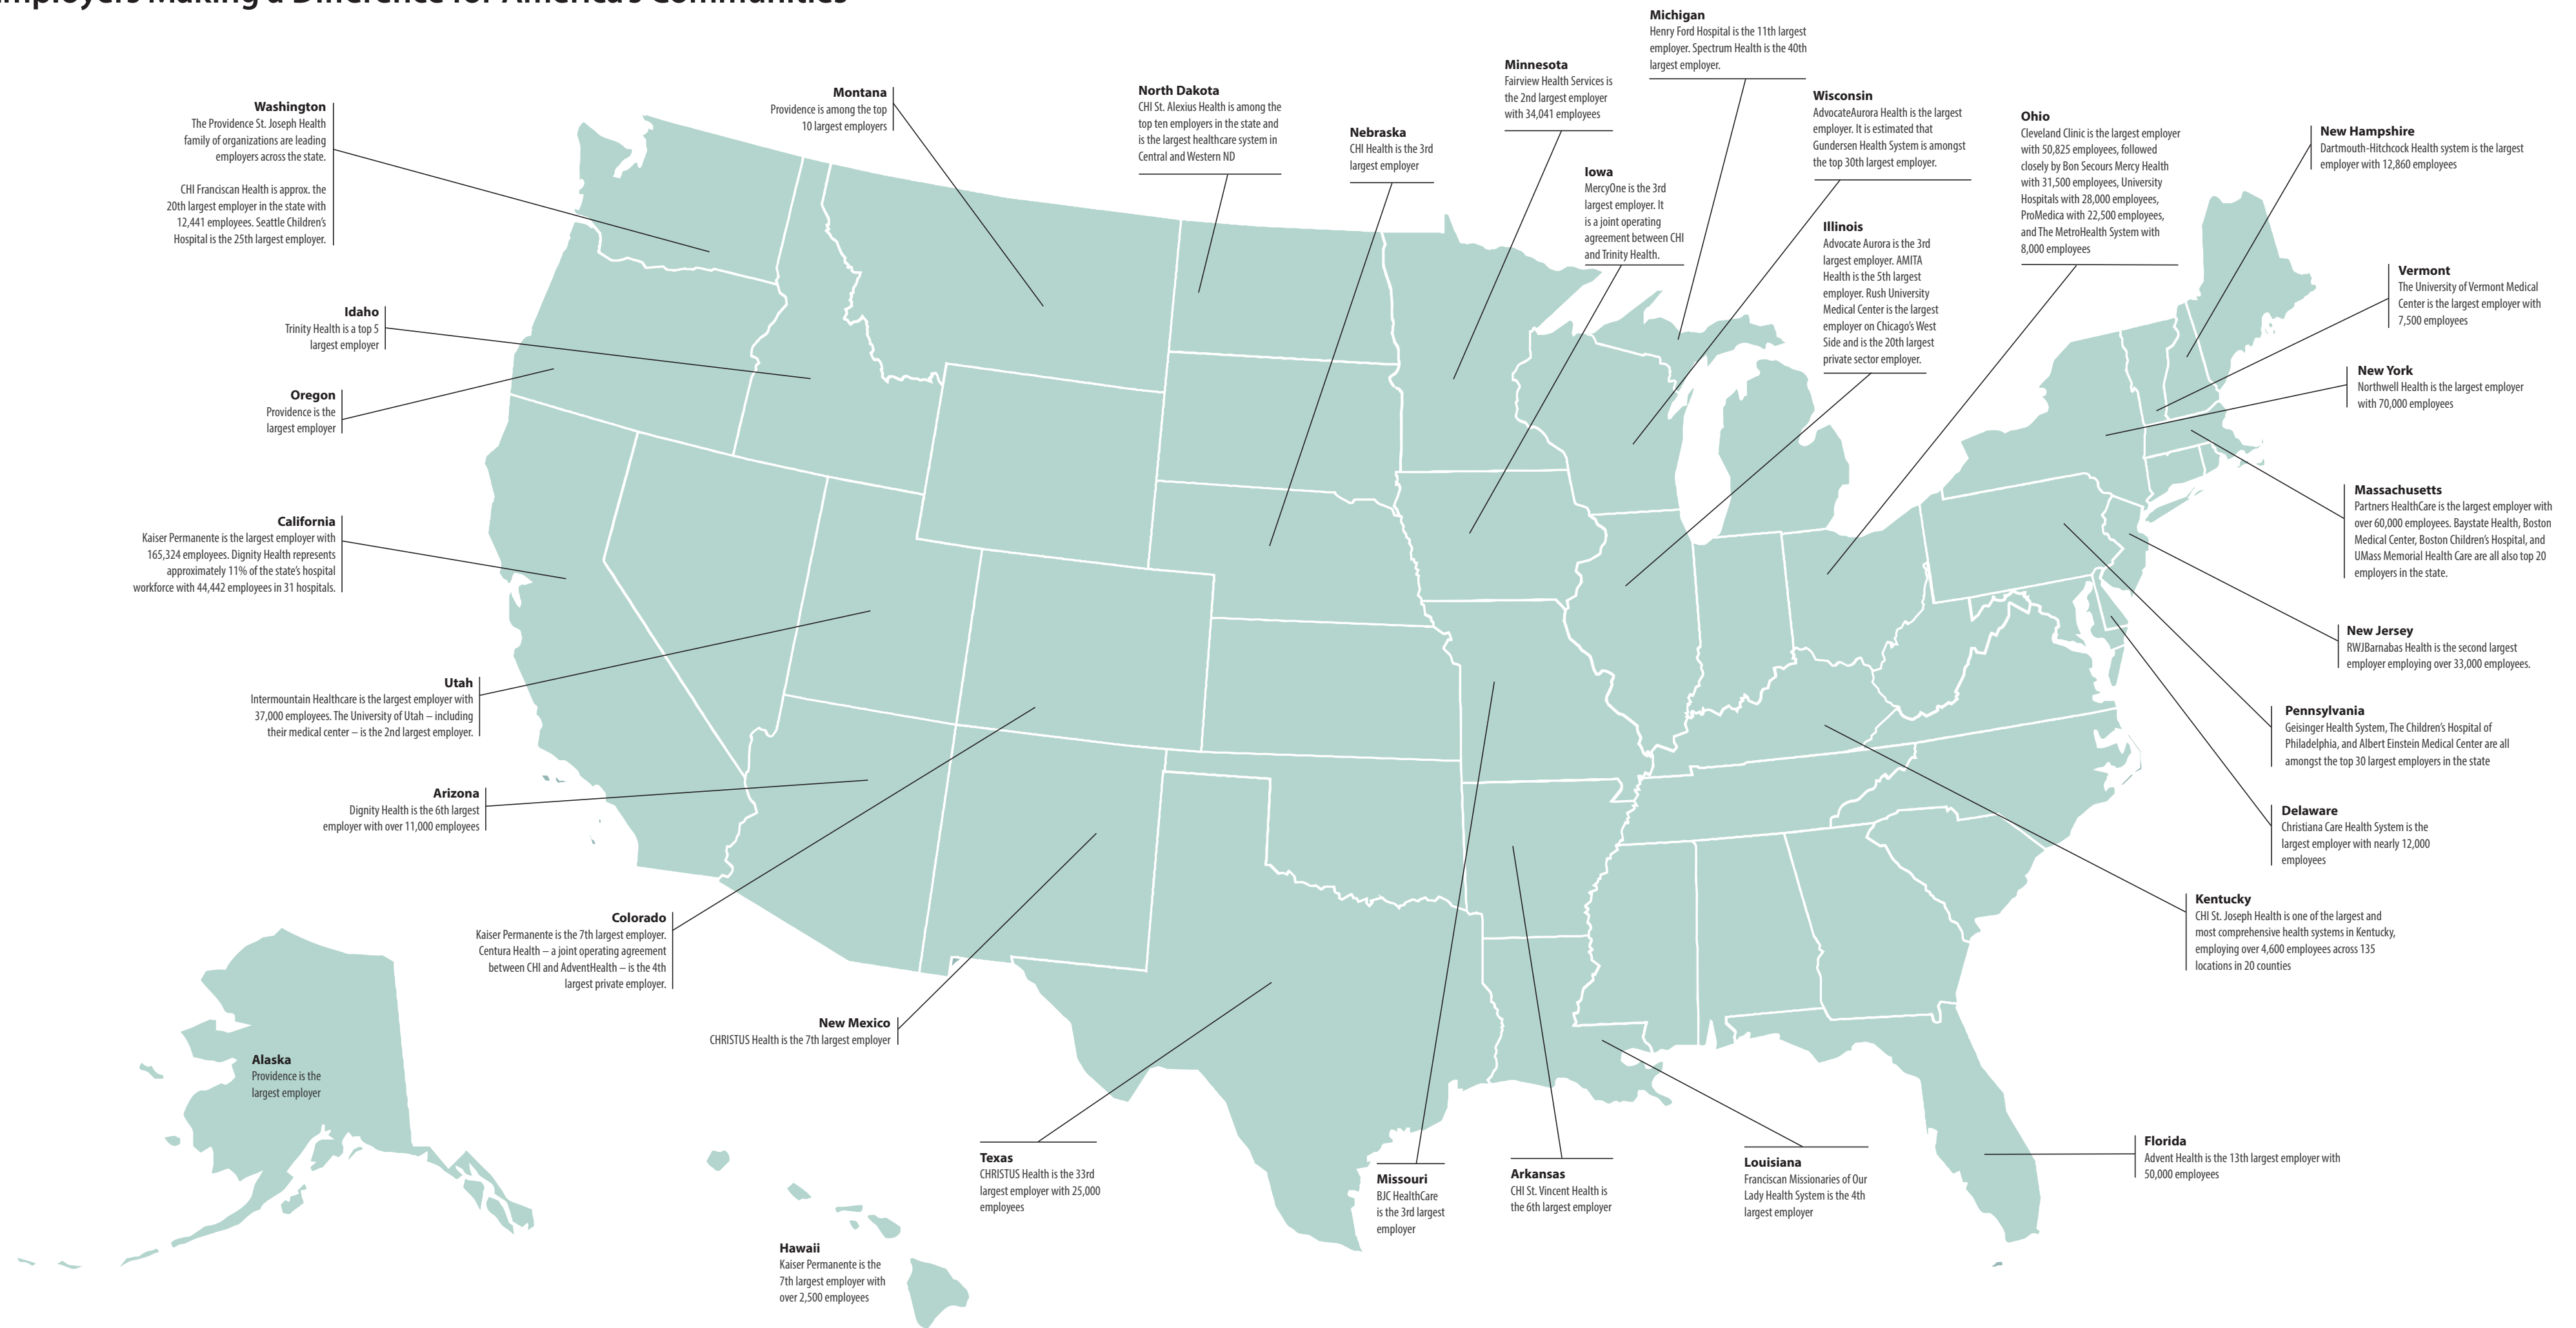 Employers Making a Difference for America's Communities
Washington
The Providence St. Joseph Health
family of organizations are leading
employers across the state.
CHI Franciscan Health is approx. the
20th largest employer in the state with
12,441 employees. Seattle Children's
Hospital is the 25th largest employer.
Montana
Providence is among the top
10 largest employers
North Dakota
CHI St. Alexius Health is among the
top ten employers in the state and
is the largest healthcare system in
Central and Western ND
Nebraska
CHI Health is the 3rd
largest employer
Minnesota
Fairview Health Services is
the 2nd largest employer
with 34,041 employees
Michigan
Henry Ford Hospital is the 11th largest
employer. Spectrum Health is the 40th
largest employer.
Iowa
MercyOne is the 3rd
largest employer. It
is a joint operating
agreement between CHI
and Trinity Health.
Wisconsin
AdvocateAurora Health is the largest
employer. It is estimated that
Gundersen Health System is amongst
the top 30th largest employer.
Illinois
Advocate Aurora is the 3rd
largest employer. AMITA
Health is the 5th largest
employer. Rush University
Medical Center is the largest
employer on Chicago's West
Side and is the 20th largest
private sector employer.
Ohio
Cleveland Clinic is the largest employer
with 50,825 employees, followed
closely by Bon Secours Mercy Health
with 31,500 employees, University
Hospitals with 28,000 employees,
ProMedica with 22,500 employees,
and The MetroHealth System with
8,000 employees
New Hampshire
Dartmouth-Hitchcock Health system is the largest
employer with 12,860 employees
Vermont
The University of Vermont Medical
Center is the largest employer with
7,500 employees
New York
Northwell Health is the largest employer
with 70,000 employees
Massachusetts
Partners HealthCare is the largest employer with
over 60,000 employees. Baystate Health, Boston
Medical Center, Boston Children's Hospital, and
UMass Memorial Health Care are all also top 20
employers in the state.
New Jersey
RWJBarnabas Health is the second largest
employer employing over 33,000 employees.
Pennsylvania
Geisinger Health System, The Children's Hospital of
Philadelphia, and Albert Einstein Medical Center are all
amongst the top 30 largest employers in the state
Delaware
Christiana Care Health System is the
largest employer with nearly 12,000
employees
Kentucky
CHI St. Joseph Health is one of the largest and
most comprehensive health systems in Kentucky,
employing over 4,600 employees across 135
locations in 20 counties
Florida
Advent Health is the 13th largest employer with
50,000 employees
Idaho
Trinity Health is a top 5
largest employer
Oregon
Providence is the
largest employer
California
Kaiser Permanente is the largest employer with
165,324 employees. Dignity Health represents
approximately 11% of the state's hospital
workforce with 44,442 employees in 31 hospitals.
Utah
Intermountain Healthcare is the largest employer with
37,000 employees. The University of Utah – including
their medical center – is the 2nd largest employer.
Arizona
Dignity Health is the 6th largest
employer with over 11,000 employees
Colorado
Kaiser Permanente is the 7th largest employer.
Centura Health – a joint operating agreement
between CHI and AdventHealth – is the 4th
largest private employer.
New Mexico
CHRISTUS Health is the 7th largest employer
Alaska
Providence is the
largest employer
Hawaii
Kaiser Permanente is the
7th largest employer with
over 2,500 employees
Texas
CHRISTUS Health is the 33rd
largest employer with 25,000
employees
Missouri
BJC HealthCare
is the 3rd largest
employer
Arkansas
CHI St. Vincent Health is
the 6th largest employer
Louisiana
Franciscan Missionaries of Our
Lady Health System is the 4th
largest employer